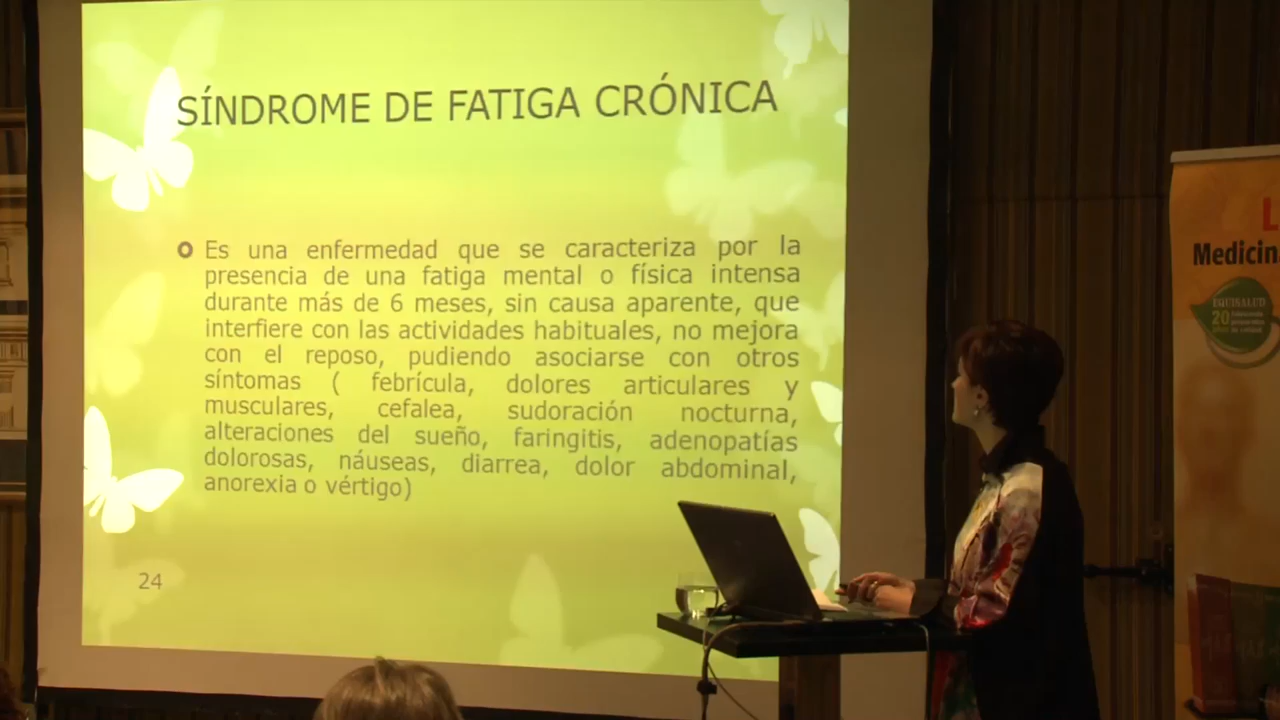 SÍNDROME DE FATIGA CRÓNICA
Es una enfermedad que se caracteriza por la
presencia de una fatiga mental o física intensa
durante más de 6 meses, sin causa aparente, que
interfiere con las actividades habituales, no mejora
con el reposo, pudiendo asociarse con otros
síntomas ( febrícula, dolores articulares y
musculares, cefalea, sudoración nocturna,
alteraciones del sueño, faringitis, adenopatías
dolorosas, náuseas, diarrea, dolor abdominal,
anorexia o vértigo)
24
L
Medicin
EQUISALUD
20